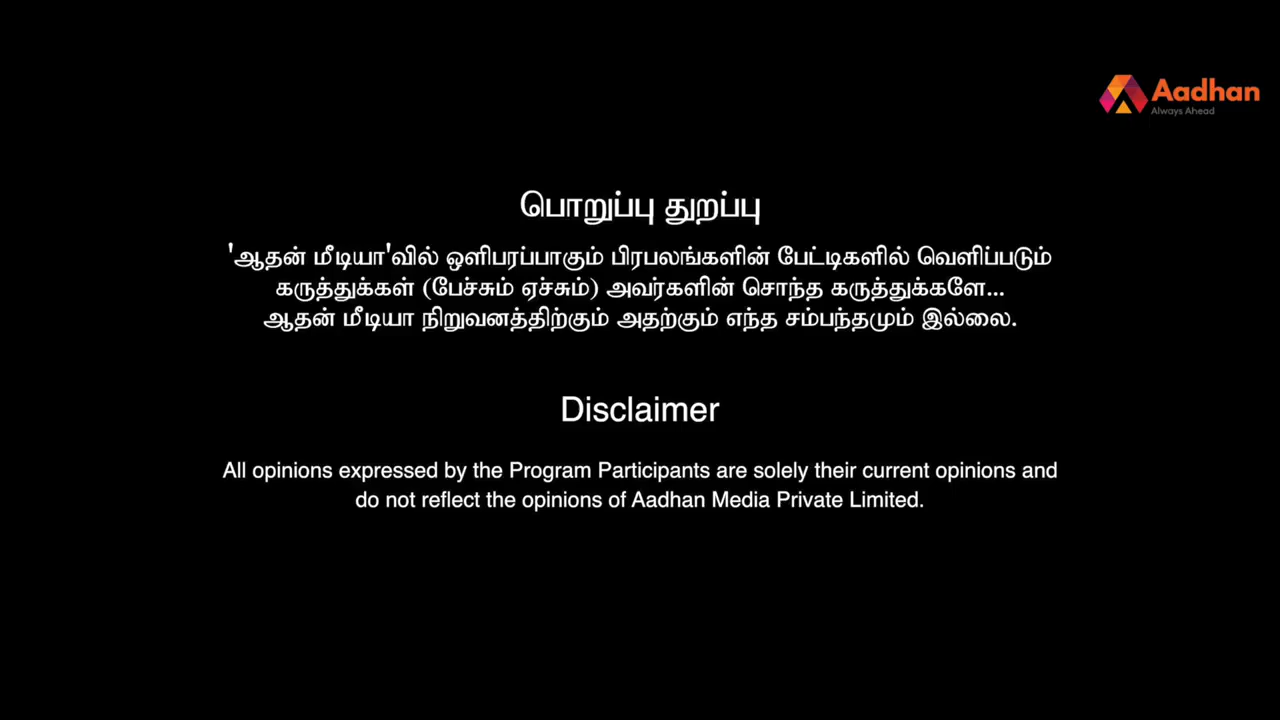 Aadhan
Always Ahead
பொறுப்பு துறப்பு
'ஆதன் மீடியா'வில் ஒளிபரப்பாகும் பிரபலங்களின் பேட்டிகளில் வெளிப்படும்
கருத்துக்கள் (பேச்சும் ஏச்சும்) அவர்களின் சொந்த கருத்துக்களே...
ஆதன் மீடியா நிறுவனத்திற்கும் அதற்கும் எந்த சம்பந்தமும் இல்லை.
Disclaimer
All opinions expressed by the Program Participants are solely their current opinions and
do not reflect the opinions of Aadhan Media Private Limited.